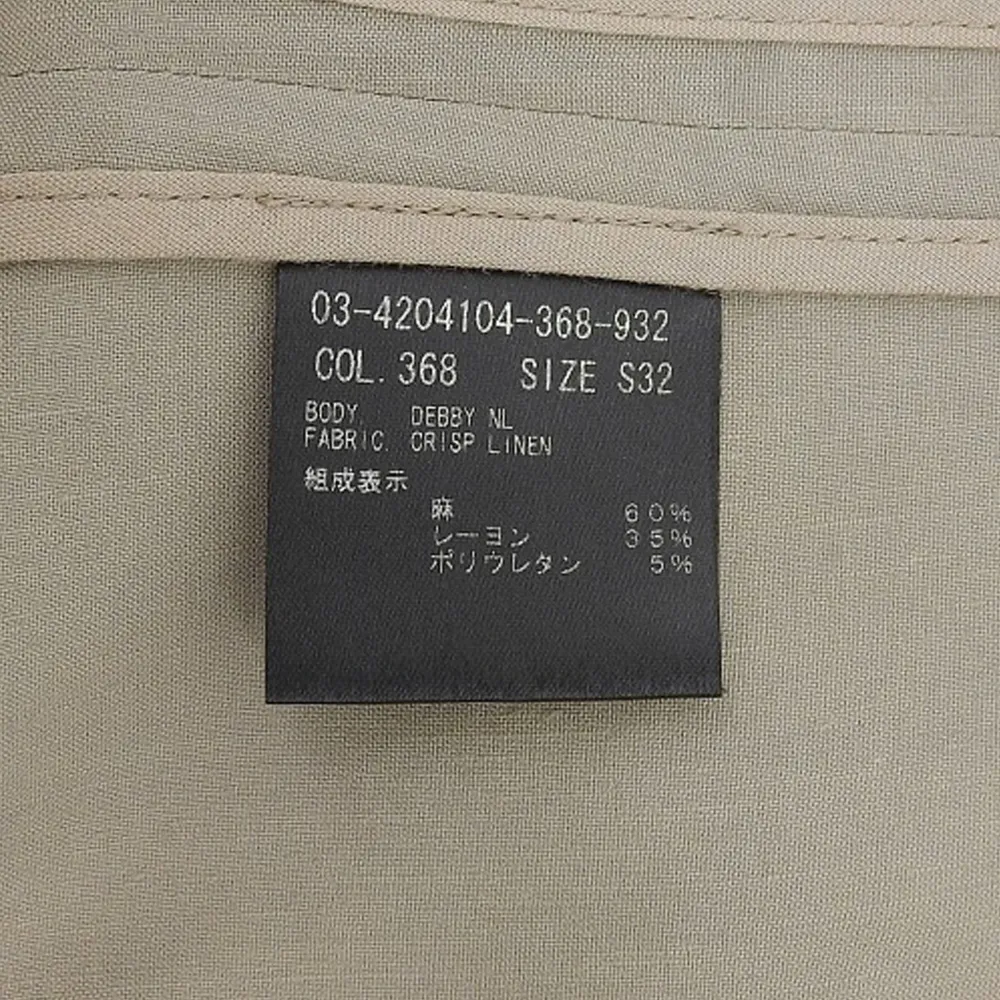 03-4204104-368-932
COL. 368 SIZE S32
BODY. DEBBY NL
FABRIC. CRISP LINEN
組成表示
麻 60%
レーヨン 35%
ポリウレタン 5%